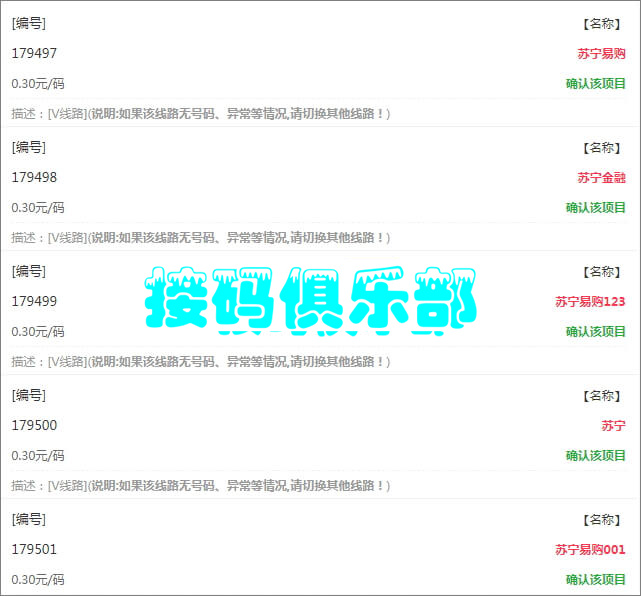 [编号] 【名称】
179497 苏宁易购
0.30元/码 确认该项目
描述：[V线路](说明:如果该线路无号码、异常等情况,请切换其他线路！)
[编号] 【名称】
179498 苏宁金融
0.30元/码 确认该项目
描述：[V线路](说明:如果该线路无号码、异常等情况,请切换其他线路！)
[编号] 【名称】
接码俱乐部
179499 苏宁易购123
0.30元/码 确认该项目
描述：[V线路](说明:如果该线路无号码、异常等情况,请切换其他线路！)
[编号] 【名称】
179500 苏宁
0.30元/码 确认该项目
描述：[V线路](说明:如果该线路无号码、异常等情况,请切换其他线路！)
[编号] 【名称】
179501 苏宁易购001
0.30元/码 确认该项目